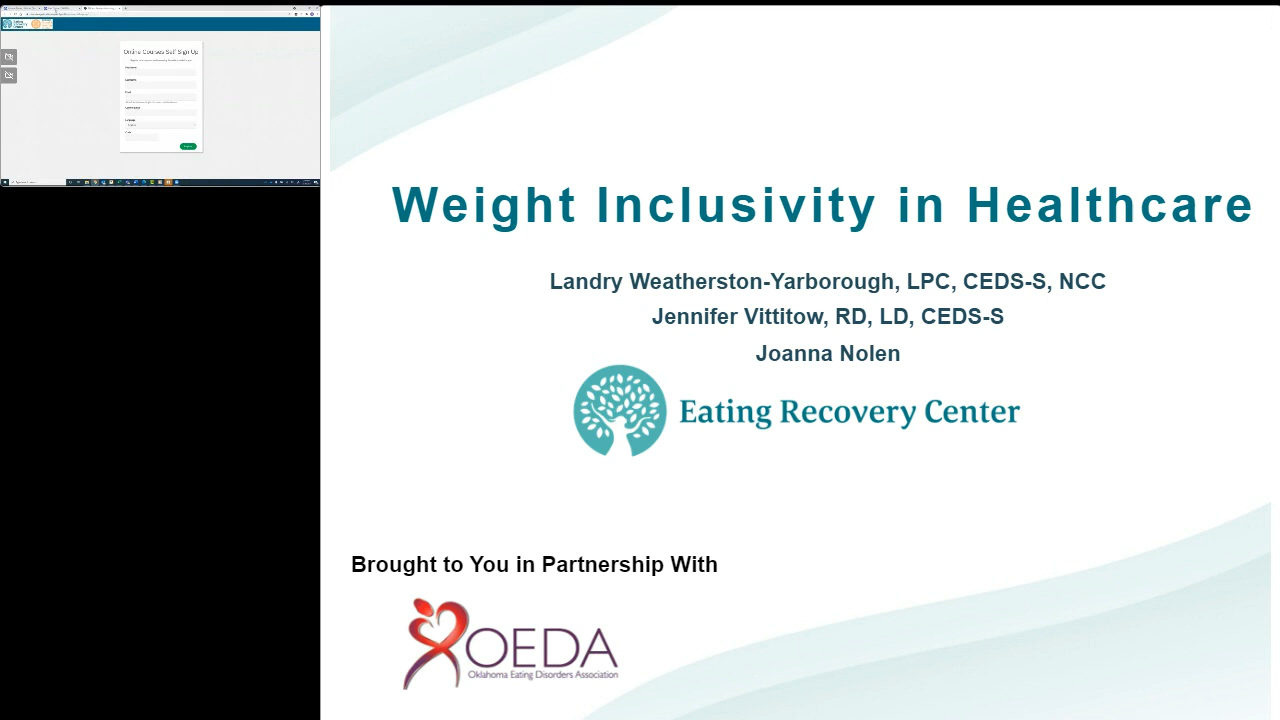 Online Courses Self Sign Up
Weight Inclusivity in Healthcare
Landry Weatherston-Yarborough, LPC, CEDS-S, NCC
Jennifer Vittitow, RD, LD, CEDS-S
Joanna Nolen
Eating Recovery Center
Brought to You in Partnership With
OEDA
Oklahoma Eating Disorders Association